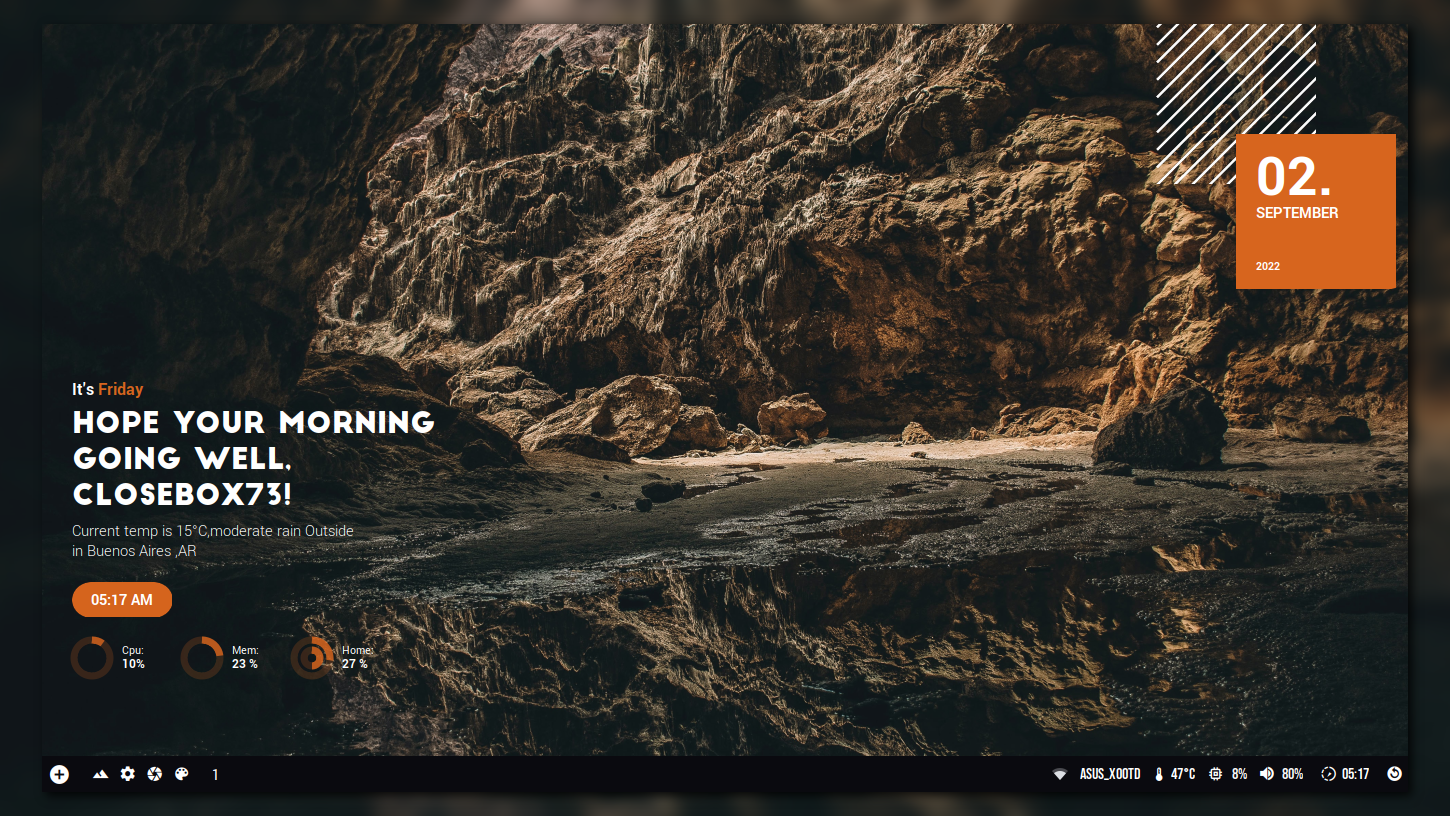 02.
SEPTEMBER
2022
It's Friday
HOPE YOUR MORNING
GOING WELL,
CLOSEBOX73!
Current temp is 15°C,moderate rain Outside
in Buenos Aires ,AR
05:17 AM
Cpu:
10%
Mem:
23 %
Home:
27 %
1
ASUS_X00TD 47°C 8% 80% 05:17